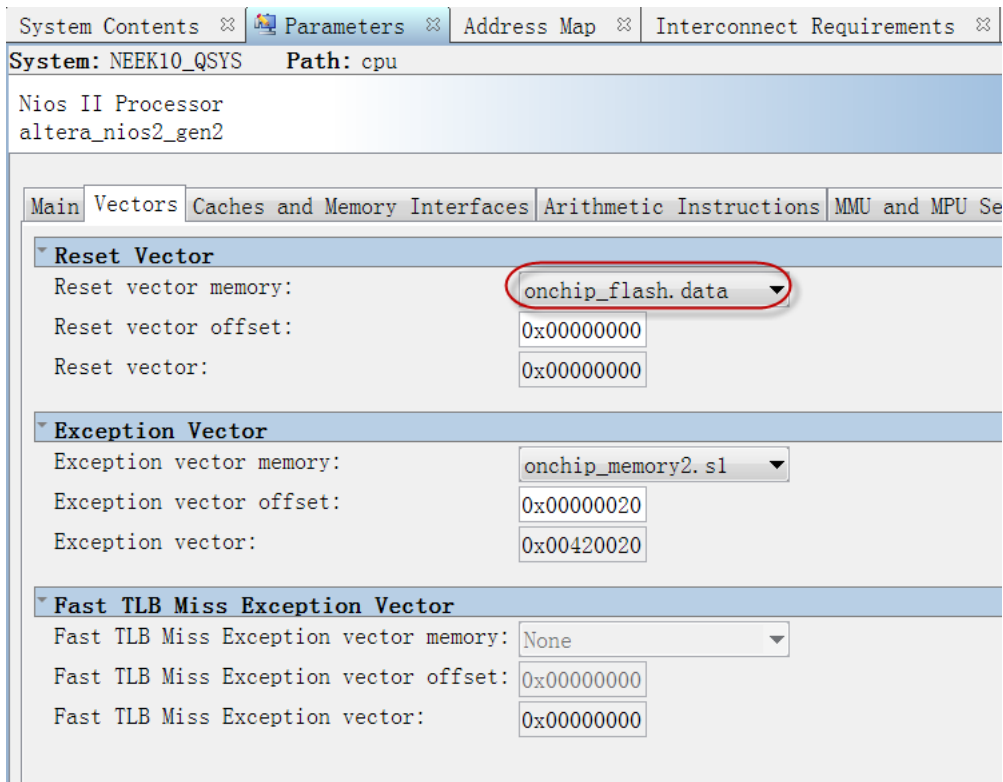 System Contents Parameters Address Map Interconnect Requirements
System: NEEK10_QSYS Path: cpu
Nios II Processor
altera_nios2_gen2
Main Vectors Caches and Memory Interfaces Arithmetic Instructions MMU and MPU Se
Reset Vector
Reset vector memory: onchip_flash.data
Reset vector offset: 0x00000000
Reset vector: 0x00000000
Exception Vector
Exception vector memory: onchip_memory2.s1
Exception vector offset: 0x00000020
Exception vector: 0x00420020
Fast TLB Miss Exception Vector
Fast TLB Miss Exception vector memory: None
Fast TLB Miss Exception vector offset: 0x00000000
Fast TLB Miss Exception vector: 0x00000000